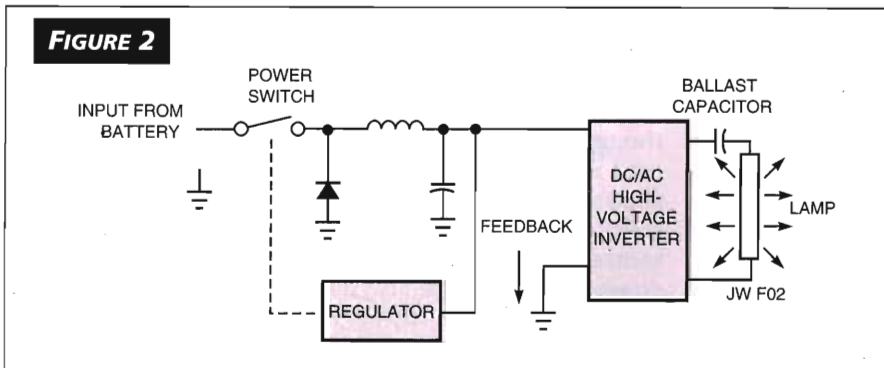 FIGURE 2
POWER
SWITCH
INPUT FROM
BATTERY
BALLAST
CAPACITOR
DC/AC
HIGH-
VOLTAGE
INVERTER
LAMP
FEEDBACK
REGULATOR
JW F02